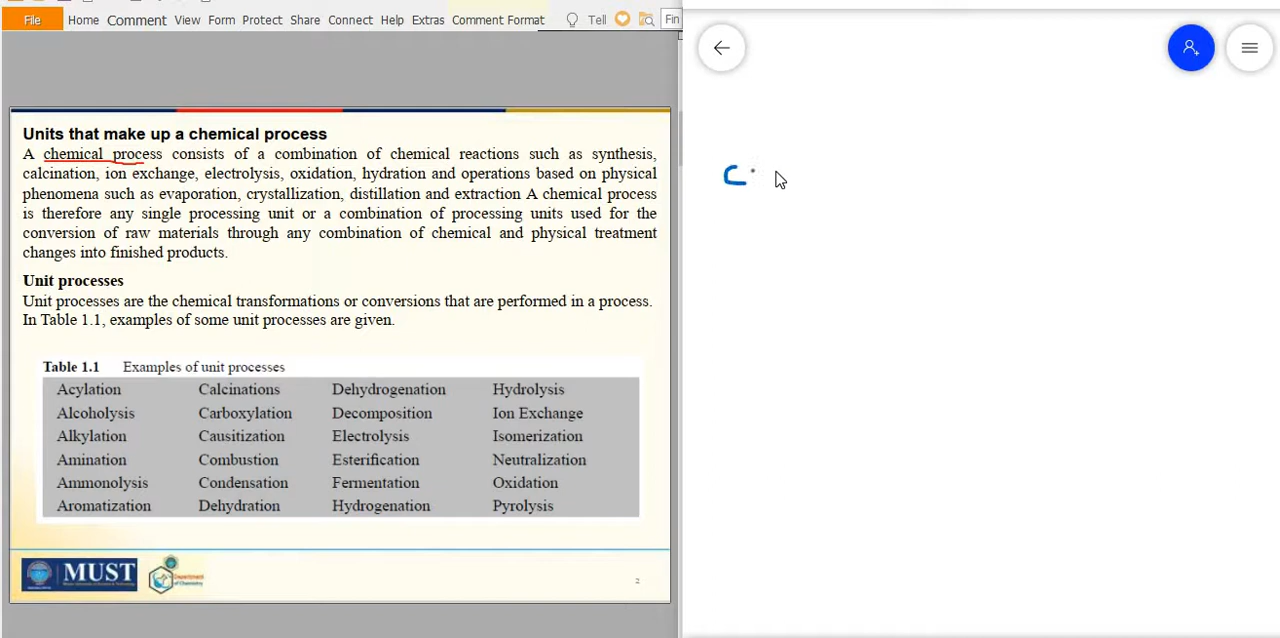 File Home Comment View Form Protect Share Connect Help Extras Comment Format Tell Fin
Units that make up a chemical process
A chemical process consists of a combination of chemical reactions such as synthesis,
calcination, ion exchange, electrolysis, oxidation, hydration and operations based on physical
phenomena such as evaporation, crystallization, distillation and extraction A chemical process
is therefore any single processing unit or a combination of processing units used for the
conversion of raw materials through any combination of chemical and physical treatment
changes into finished products.
Unit processes
Unit processes are the chemical transformations or conversions that are performed in a process.
In Table 1.1, examples of some unit processes are given.
Table 1.1 Examples of unit processes
Acylation Calcinations Dehydrogenation Hydrolysis
Alcoholysis Carboxylation Decomposition Ion Exchange
Alkylation Causitization Electrolysis Isomerization
Amination Combustion Esterification Neutralization
Ammonolysis Condensation Fermentation Oxidation
Aromatization Dehydration Hydrogenation Pyrolysis
MUST
Department
of Chemistry
2
C